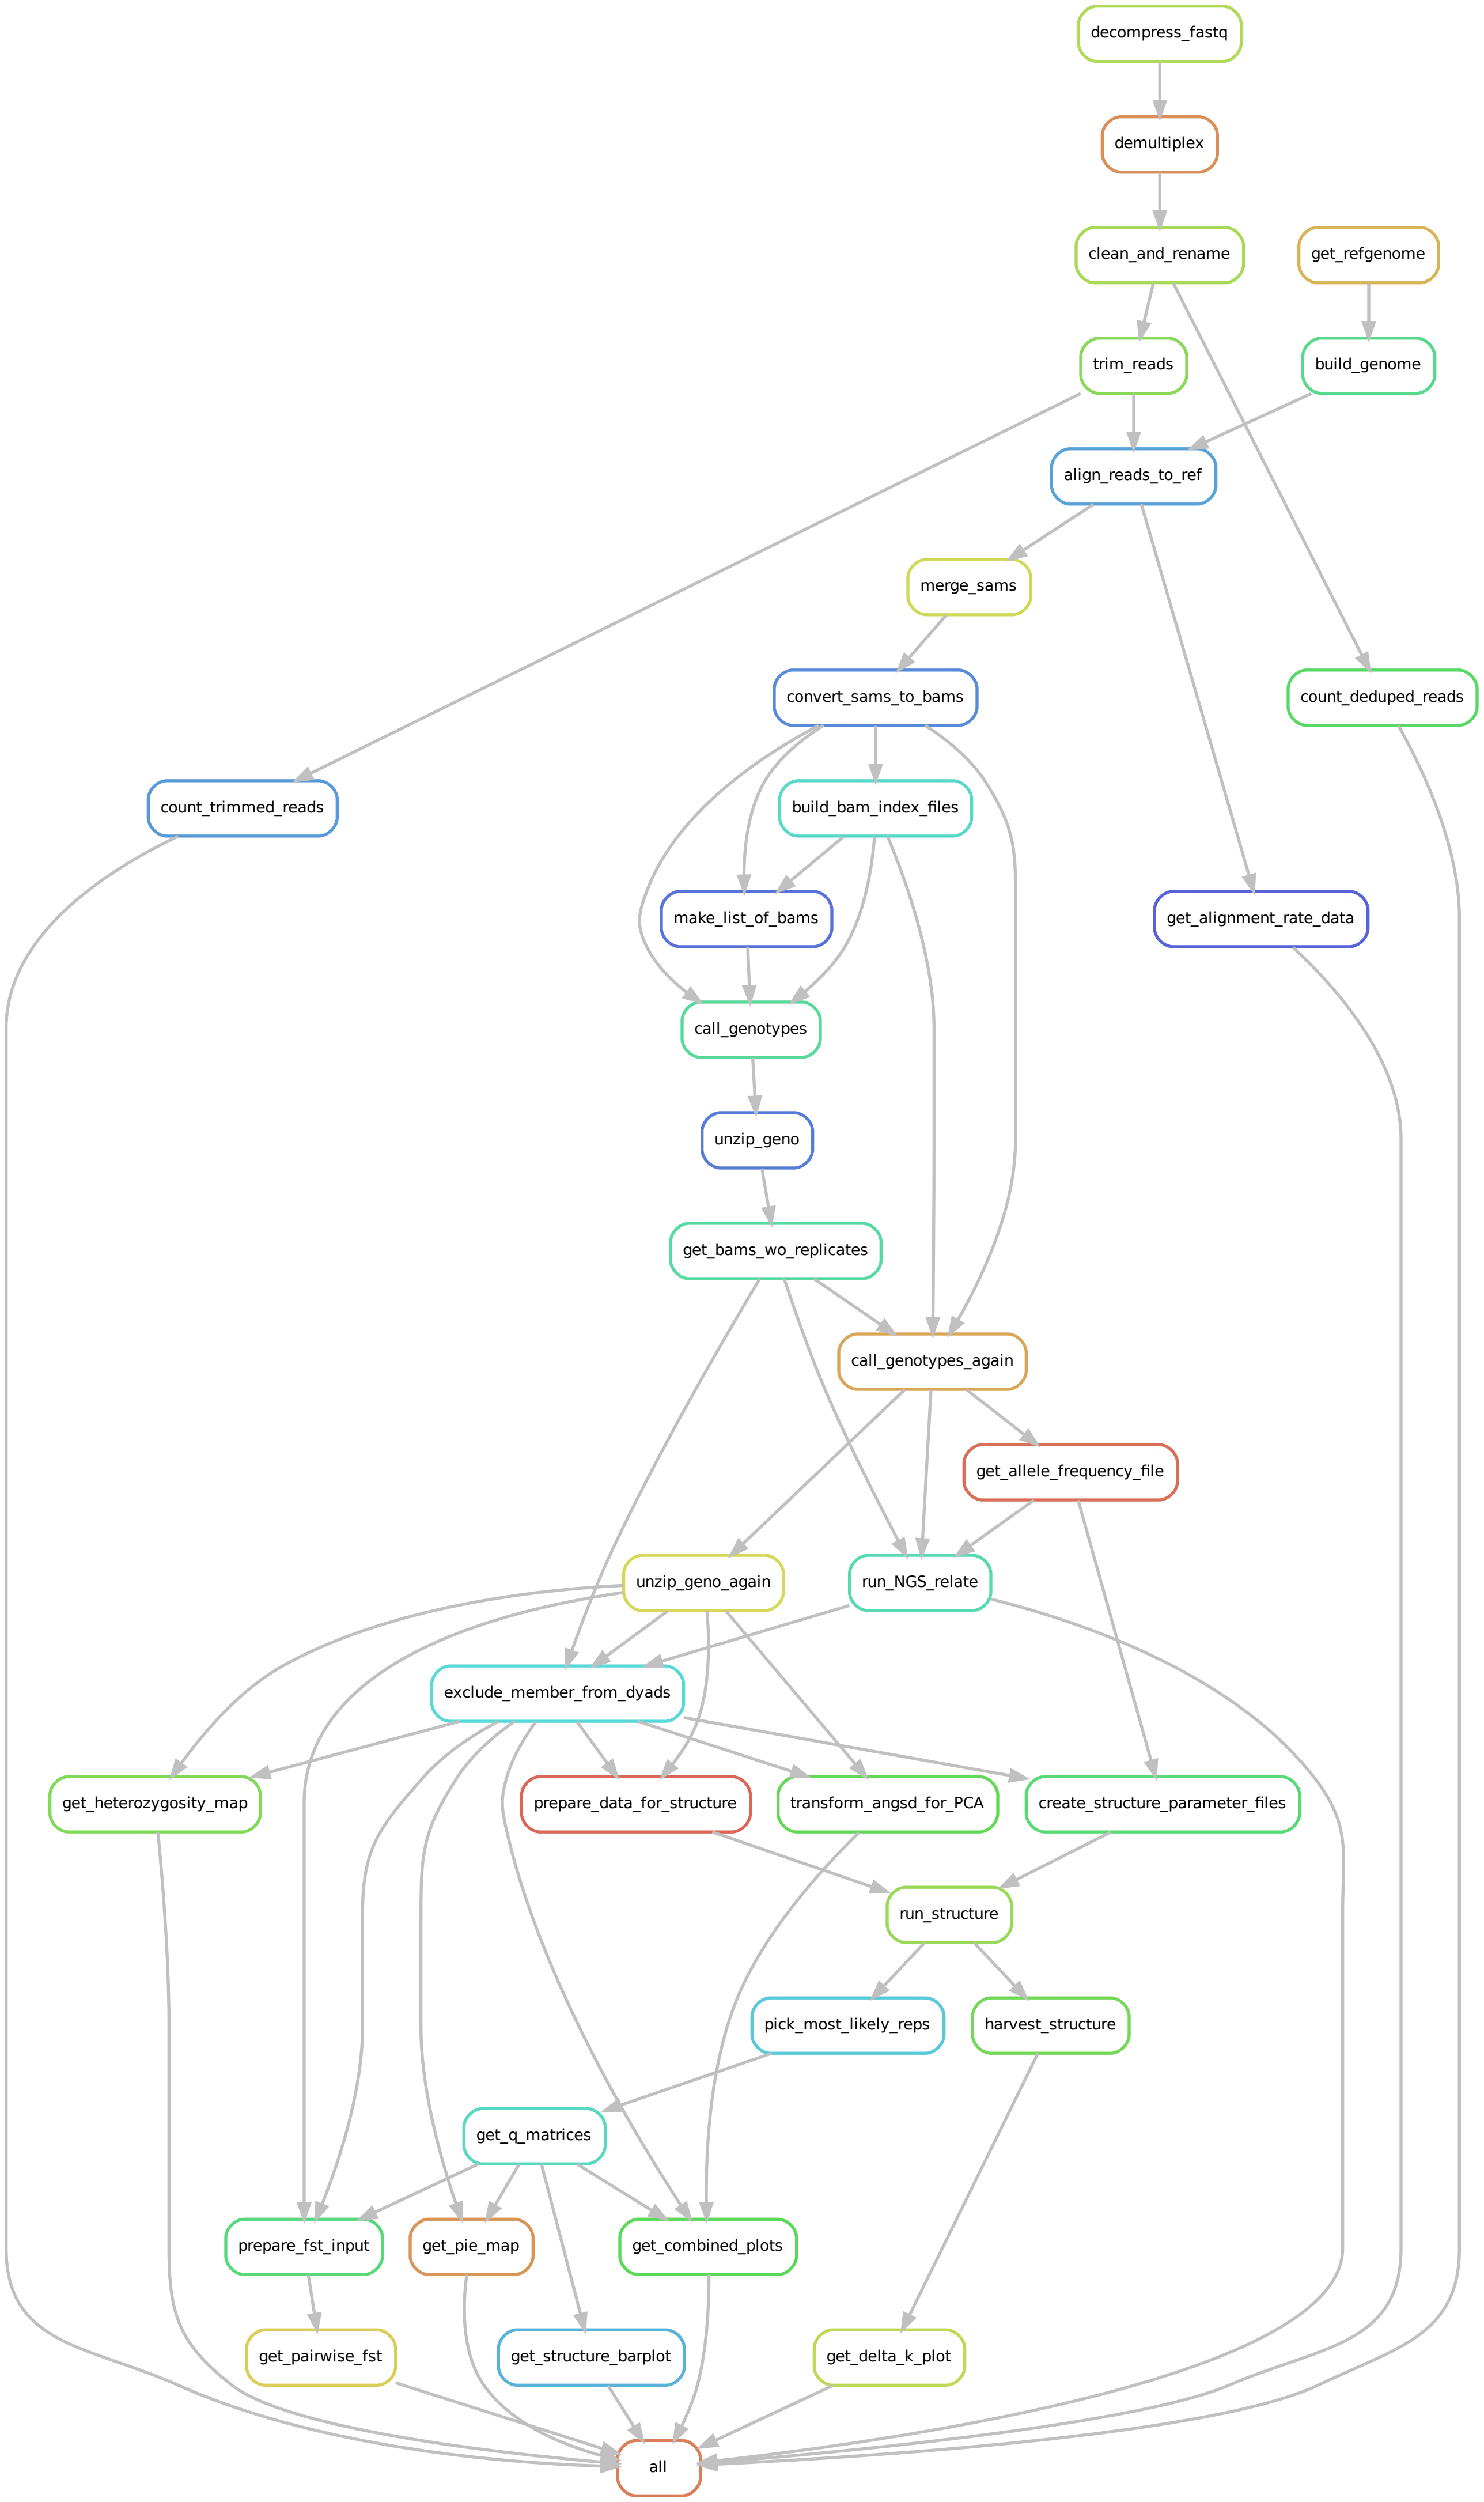 decompress_fastq
demultiplex
clean_and_rename
get_refgenome
trim_reads
build_genome
align_reads_to_ref
merge_sams
convert_sams_to_bams
count_deduped_reads
count_trimmed_reads
build_bam_index_files
make_list_of_bams
get_alignment_rate_data
call_genotypes
unzip_geno
get_bams_wo_replicates
call_genotypes_again
get_allele_frequency_file
unzip_geno_again
run_NGS_relate
exclude_member_from_dyads
get_heterozygosity_map
prepare_data_for_structure
transform_angsd_for_PCA
create_structure_parameter_files
run_structure
pick_most_likely_reps
harvest_structure
get_q_matrices
prepare_fst_input
get_pie_map
get_combined_plots
get_pairwise_fst
get_structure_barplot
get_delta_k_plot
all